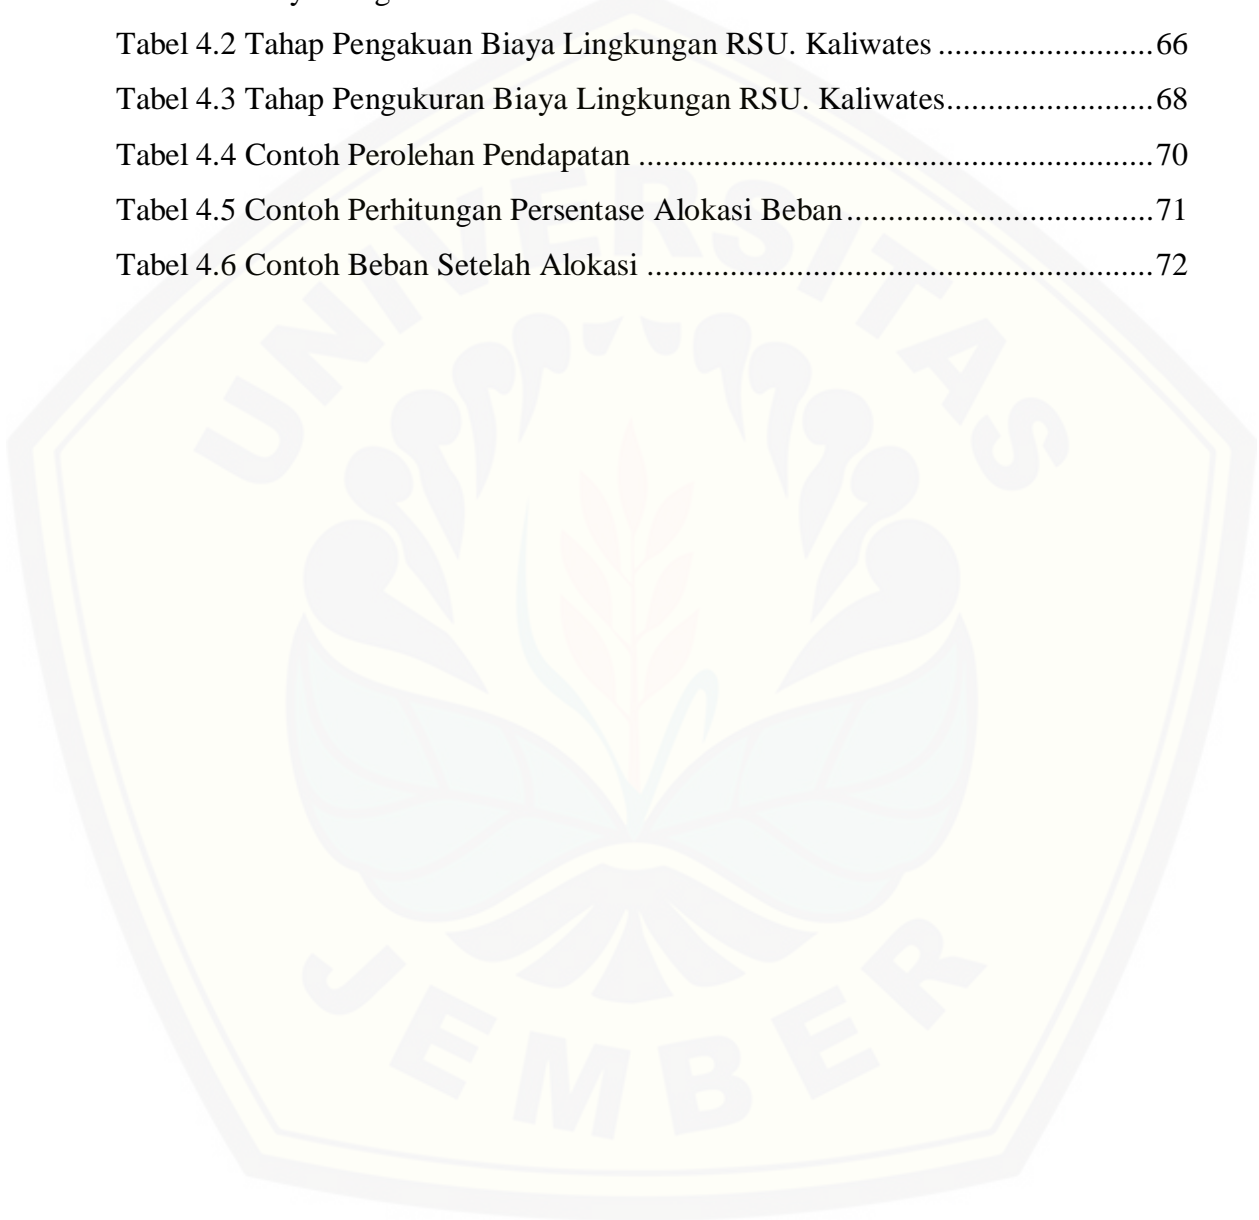 Tabel 4.2 Tahap Pengakuan Biaya Lingkungan RSU. Kaliwates ........................... 66
Tabel 4.3 Tahap Pengukuran Biaya Lingkungan RSU. Kaliwates.......................... 68
Tabel 4.4 Contoh Perolehan Pendapatan ................................................................. 70
Tabel 4.5 Contoh Perhitungan Persentase Alokasi Beban ....................................... 71
Tabel 4.6 Contoh Beban Setelah Alokasi ................................................................ 72
UNIVERSITAS
JEMBER